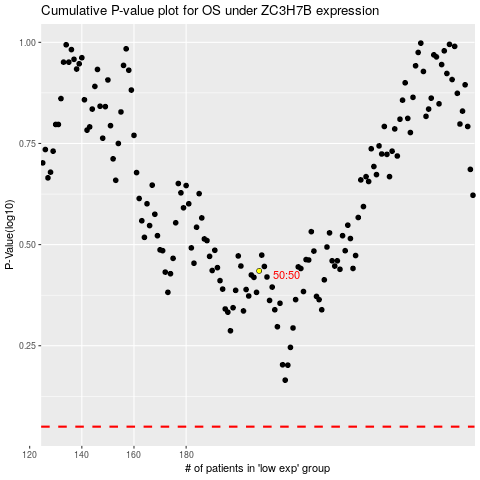 Cumulative P-value plot for OS under ZC3H7B expression
P-Value(log10)
1.00
0.75
0.50
0.25
50:50
120 140 160 180
# of patients in 'low exp' group